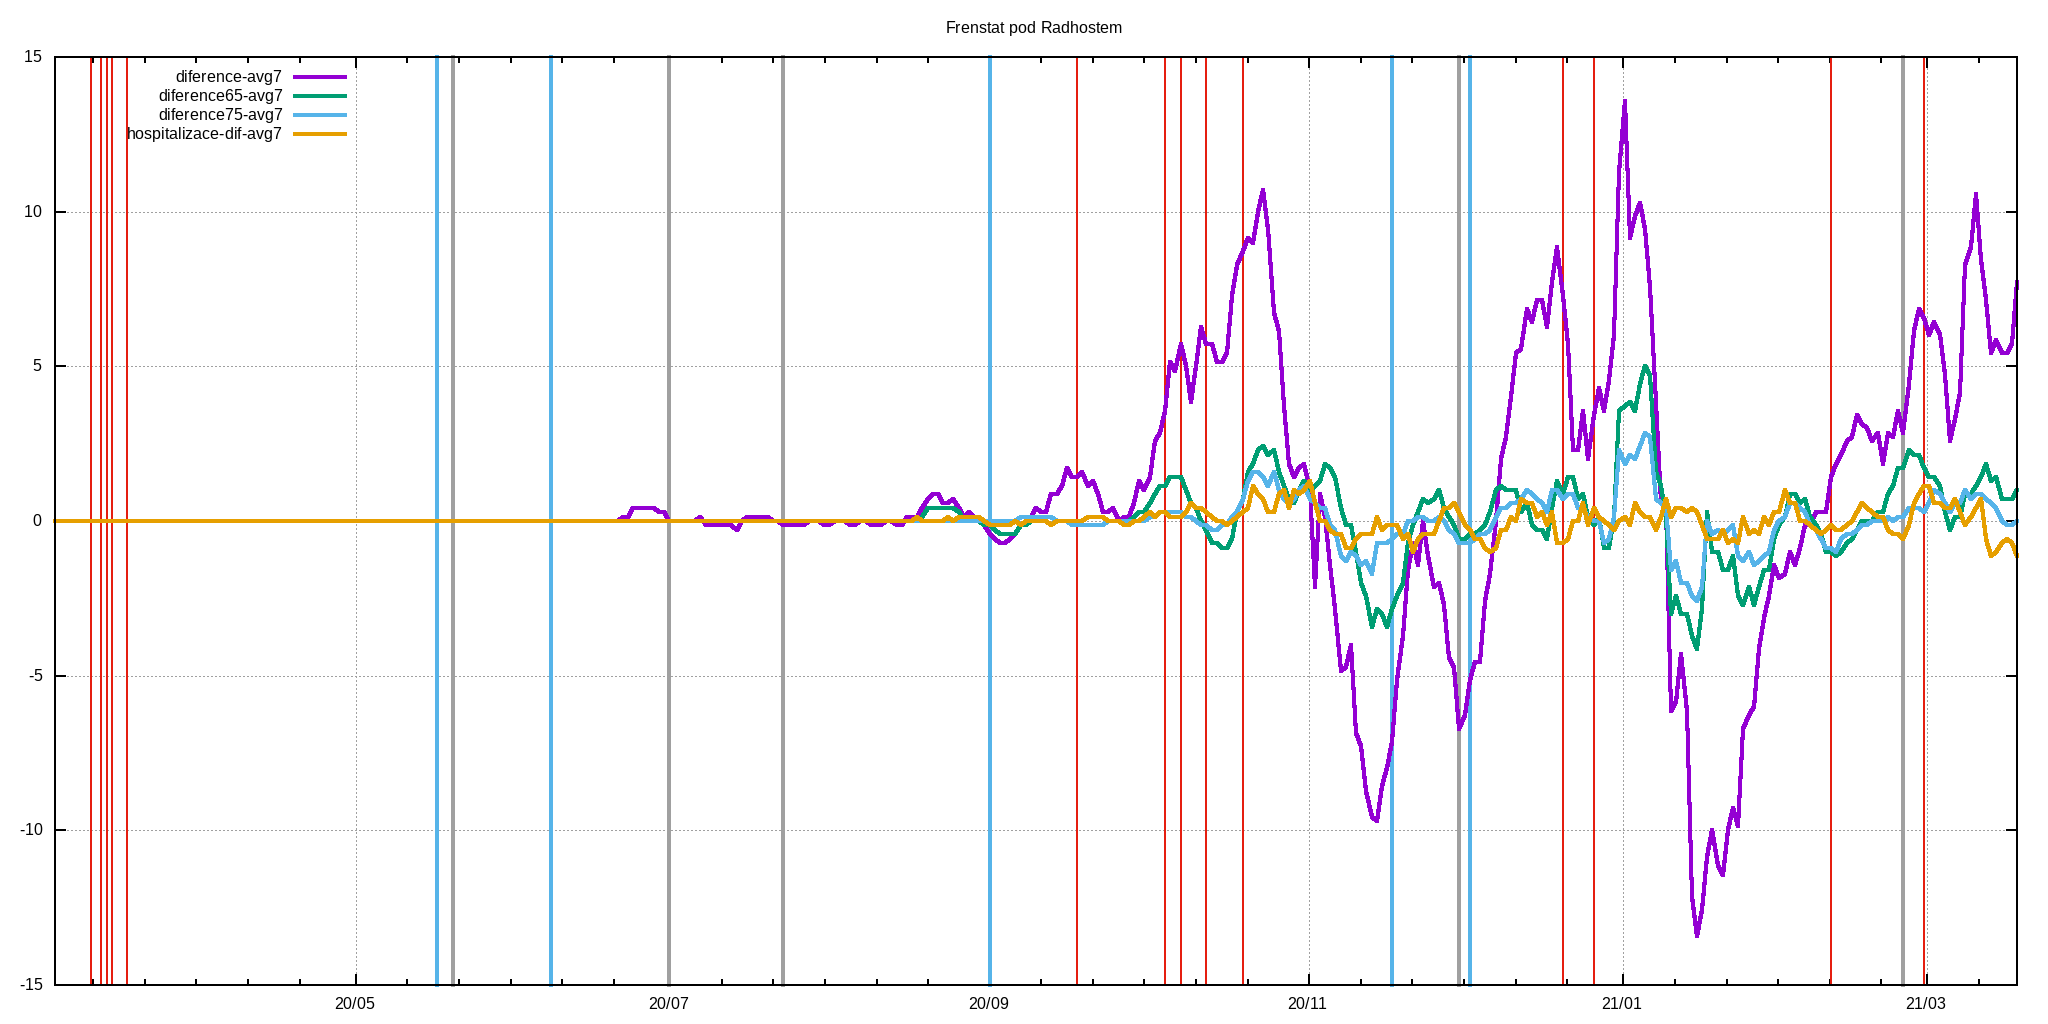 Frenstat pod Radhostem
15
10
5
0
-5
-10
-15
diference-avg7
diference65-avg7
diference75-avg7
hospitalizace-dif-avg7
20/05
20/07
20/09
20/11
21/01
21/03